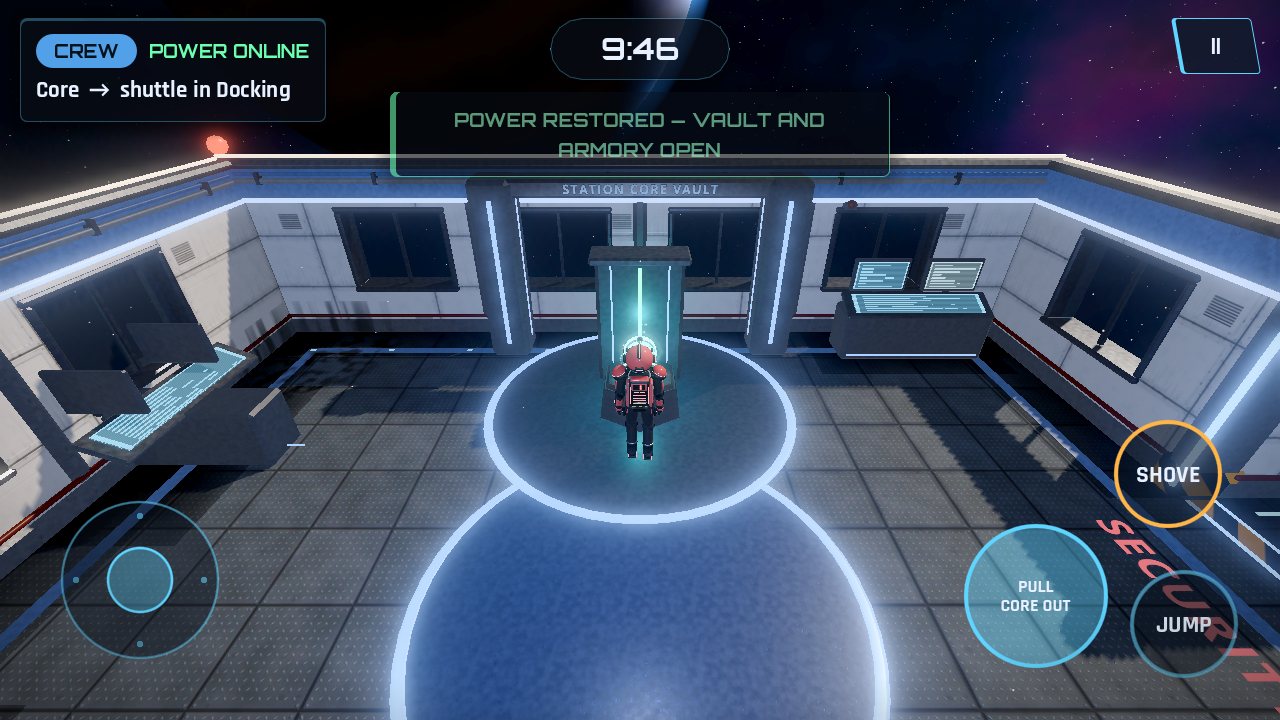 CREW POWER ONLINE
Core → shuttle in Docking
9:46
POWER RESTORED – VAULT AND
ARMORY OPEN
STATION CORE VAULT
SHOVE
PULL
CORE OUT
JUMP
SECURIT